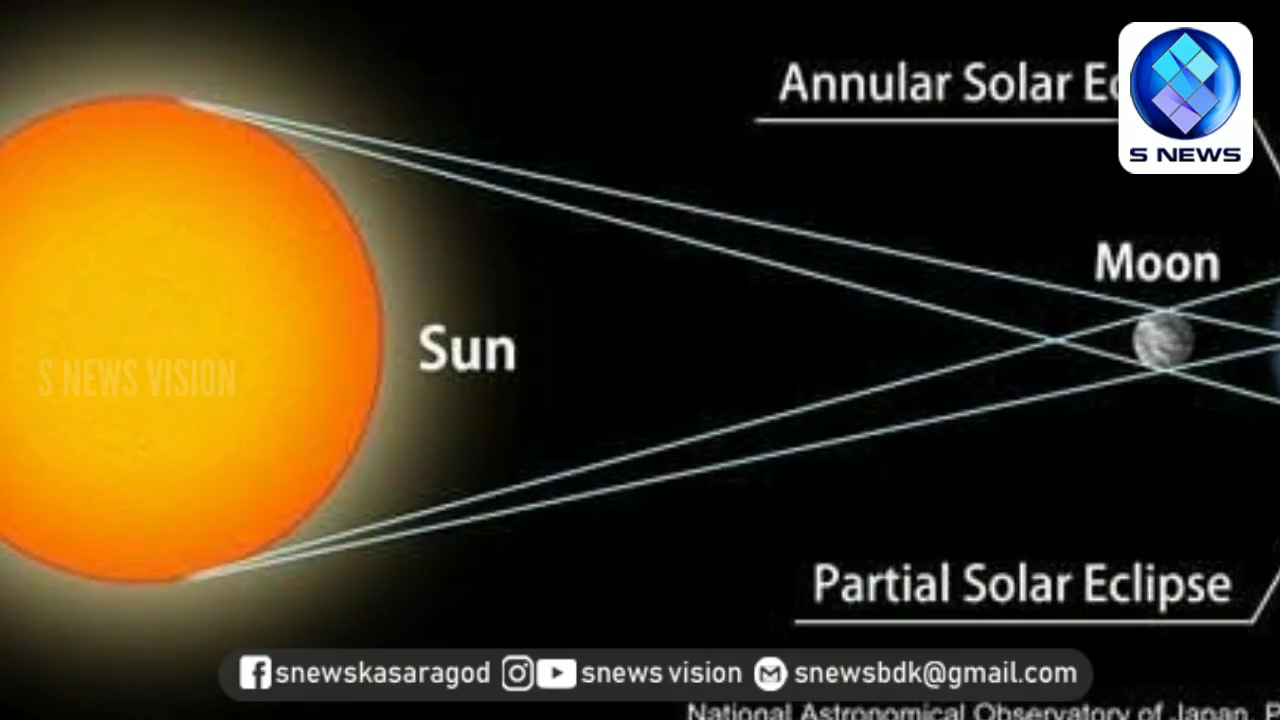 Annular Solar
S NEWS
Moon
Sun
S NEWS VISION
Partial Solar Eclipse
snewskasaragod snews vision snewsbdk@gmail.com
National Astronomical Observatory of Japan